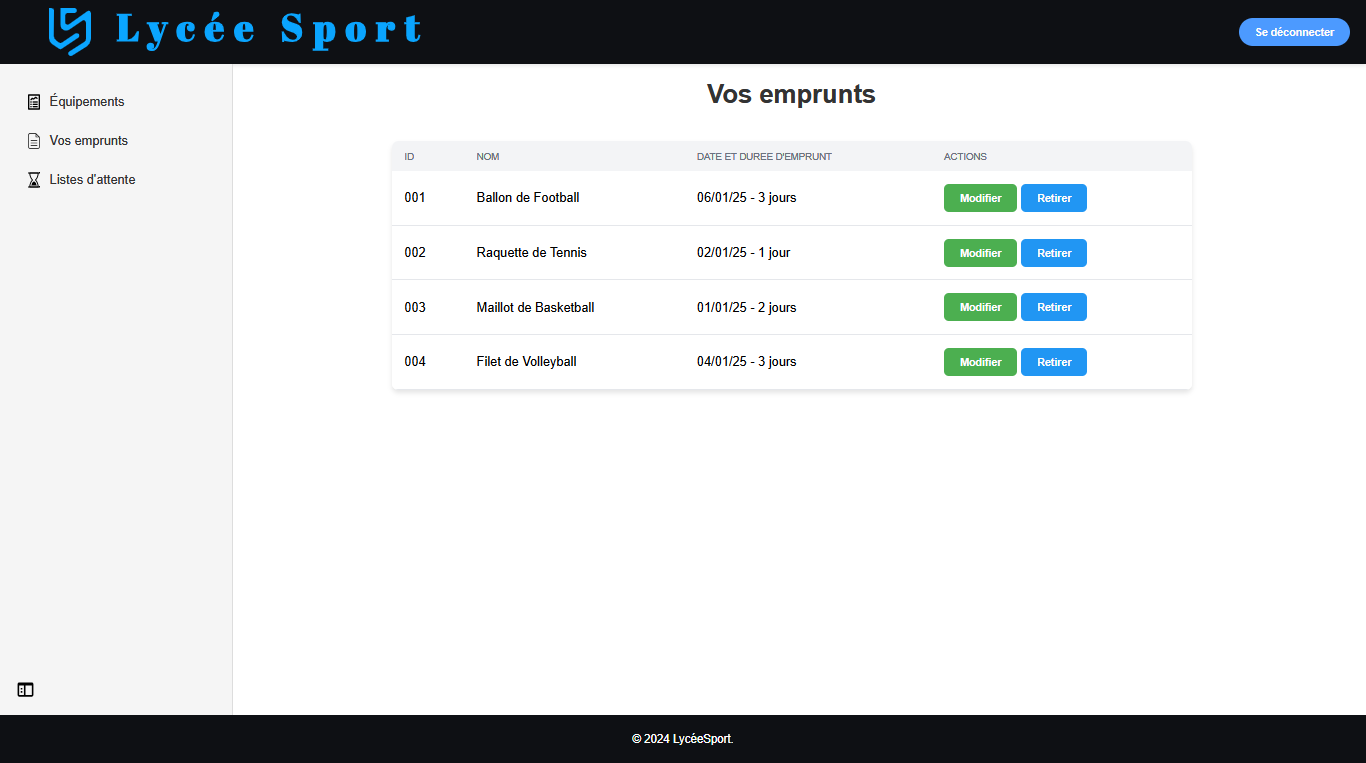 Lycée Sport
Se déconnecter
Équipements
Vos emprunts
Listes d'attente
Vos emprunts
ID NOM DATE ET DUREE D'EMPRUNT ACTIONS
001 Ballon de Football 06/01/25 - 3 jours Modifier Retirer
002 Raquette de Tennis 02/01/25 - 1 jour Modifier Retirer
003 Maillot de Basketball 01/01/25 - 2 jours Modifier Retirer
004 Filet de Volleyball 04/01/25 - 3 jours Modifier Retirer
© 2024 LycéeSport.